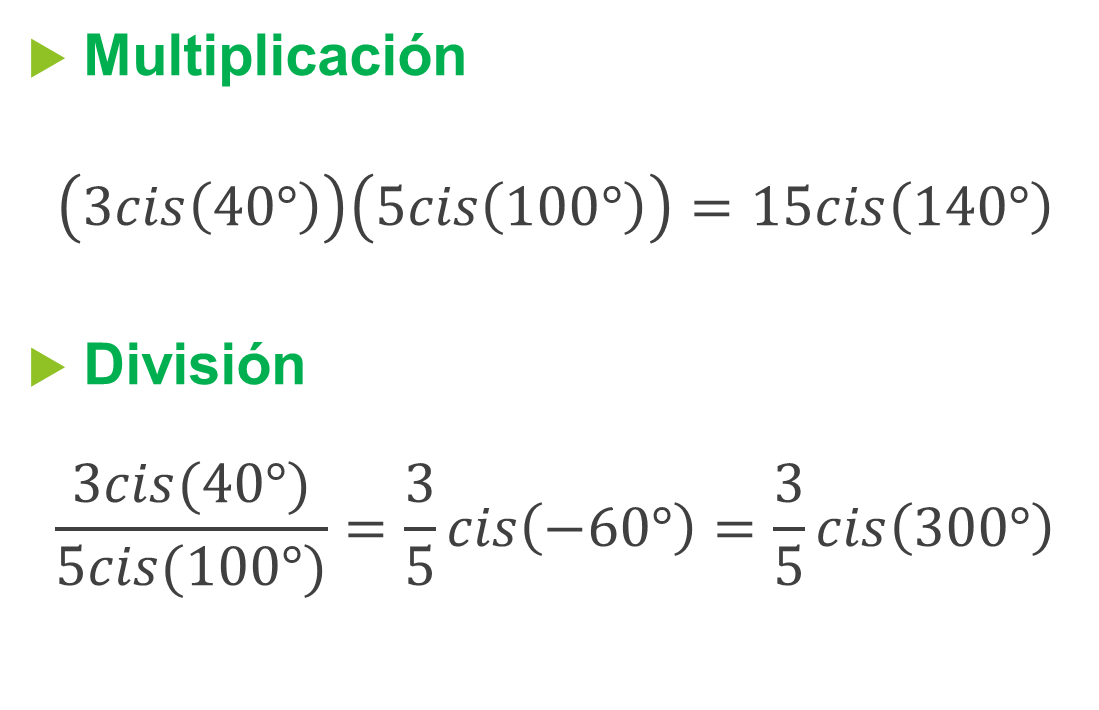 Multiplicación
(3cis(40°))(5cis(100°)) = 15cis(140°)
División
3cis(40°)/5cis(100°) = 3/5 cis(−60°) = 3/5 cis(300°)